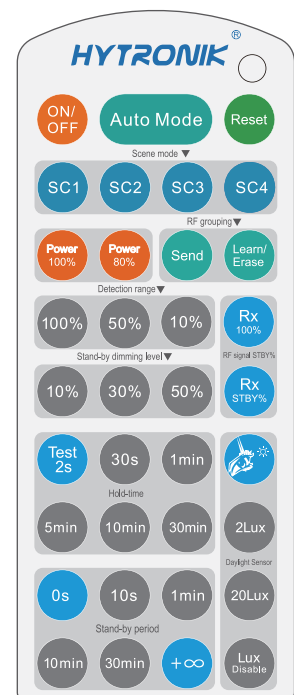 HYTRONIK ®
ON/
OFF
Auto Mode
Reset
Scene mode ▼
SC1 SC2 SC3 SC4
RF grouping ▼
Power
100%
Power
80%
Send
Learn/
Erase
Detection range ▼
100% 50% 10%
Rx
100%
Stand-by dimming level ▼
RF signal STBY%
10% 30% 50%
Rx
STBY%
Test
2s
30s 1min
Hold-time
5min 10min 30min
2Lux
Daylight Sensor
0s 10s 1min
20Lux
Stand-by period
10min 30min +∞
Lux
Disable